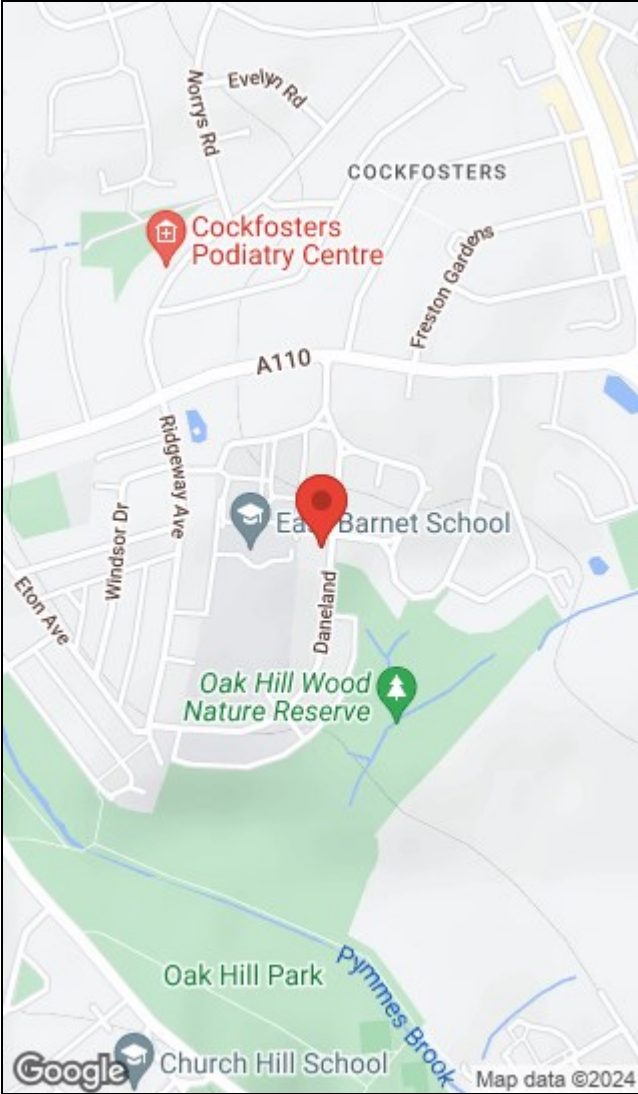 Norrys Rd
Evelyn Rd
COCKFOSTERS
Cockfosters
Podiatry Centre
Freston Gardens
A110
Ridgeway Ave
Windsor Dr
East Barnet School
Eton Ave
Daneland
Oak Hill Wood
Nature Reserve
Oak Hill Park
Pymmes Brook
Church Hill School
Google
Map data ©2024